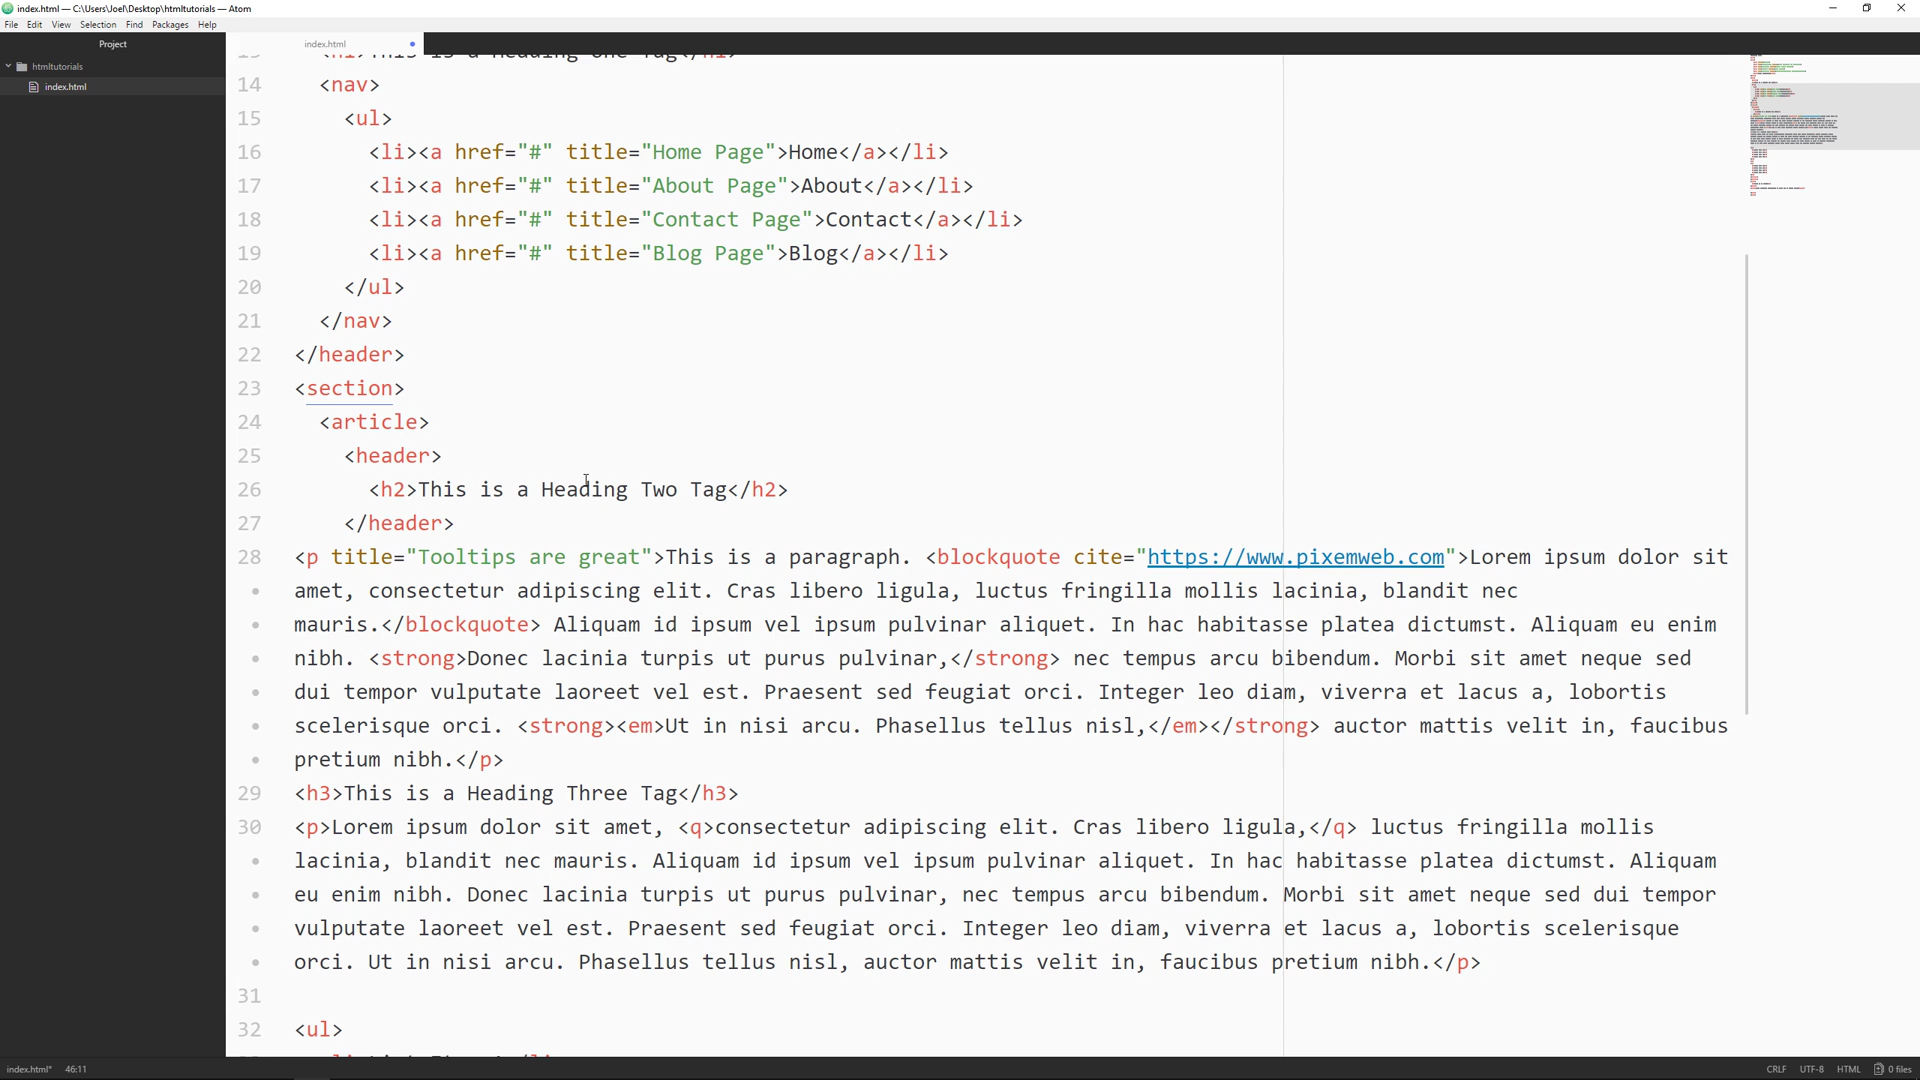 index.html — C:\Users\Joel\Desktop\htmltutorials — Atom
File Edit View Selection Find Packages Help
Project
index.html
htmltutorials
index.html
13 <h1>This is a Heading One Tag</h1>
14 <nav>
15 <ul>
16 <li><a href="#" title="Home Page">Home</a></li>
17 <li><a href="#" title="About Page">About</a></li>
18 <li><a href="#" title="Contact Page">Contact</a></li>
19 <li><a href="#" title="Blog Page">Blog</a></li>
20 </ul>
21 </nav>
22 </header>
23 <section>
24 <article>
25 <header>
26 <h2>This is a Heading Two Tag</h2>
27 </header>
28 <p title="Tooltips are great">This is a paragraph. <blockquote cite="https://www.pixemweb.com">Lorem ipsum dolor sit
amet, consectetur adipiscing elit. Cras libero ligula, luctus fringilla mollis lacinia, blandit nec
mauris.</blockquote> Aliquam id ipsum vel ipsum pulvinar aliquet. In hac habitasse platea dictumst. Aliquam eu enim
nibh. <strong>Donec lacinia turpis ut purus pulvinar,</strong> nec tempus arcu bibendum. Morbi sit amet neque sed
dui tempor vulputate laoreet vel est. Praesent sed feugiat orci. Integer leo diam, viverra et lacus a, lobortis
scelerisque orci. <strong><em>Ut in nisi arcu. Phasellus tellus nisl,</em></strong> auctor mattis velit in, faucibus
pretium nibh.</p>
29 <h3>This is a Heading Three Tag</h3>
30 <p>Lorem ipsum dolor sit amet, <q>consectetur adipiscing elit. Cras libero ligula,</q> luctus fringilla mollis
lacinia, blandit nec mauris. Aliquam id ipsum vel ipsum pulvinar aliquet. In hac habitasse platea dictumst. Aliquam
eu enim nibh. Donec lacinia turpis ut purus pulvinar, nec tempus arcu bibendum. Morbi sit amet neque sed dui tempor
vulputate laoreet vel est. Praesent sed feugiat orci. Integer leo diam, viverra et lacus a, lobortis scelerisque
orci. Ut in nisi arcu. Phasellus tellus nisl, auctor mattis velit in, faucibus pretium nibh.</p>
31
32 <ul>
index.html* 46:11 CRLF UTF-8 HTML 0 files